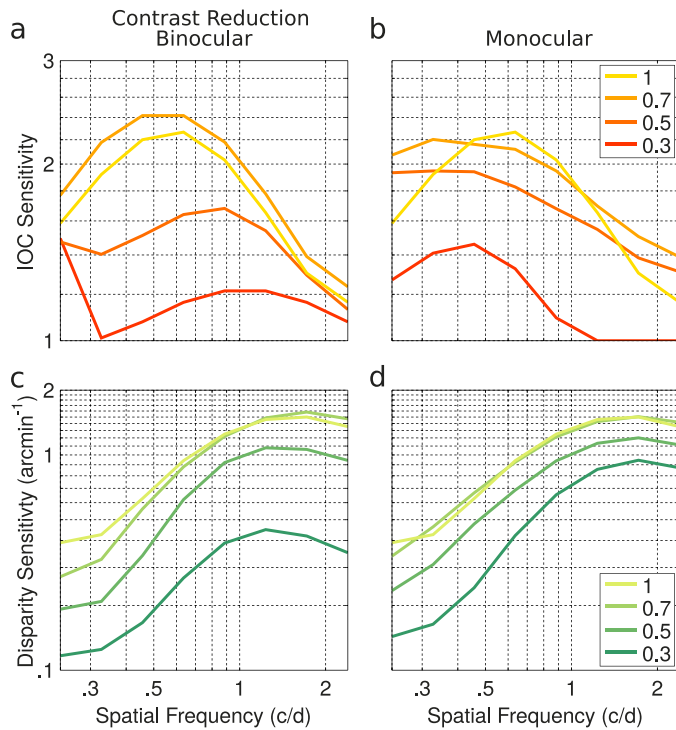 Contrast Reduction
a Binocular
b Monocular
3
2
1
IOC Sensitivity
1
0.7
0.5
0.3
c
d
2
1
.1
Disparity Sensitivty (arcmin-1)
1
0.7
0.5
0.3
.3 .5 1 2
.3 .5 1 2
Spatial Frequency (c/d)
Spatial Frequency (c/d)